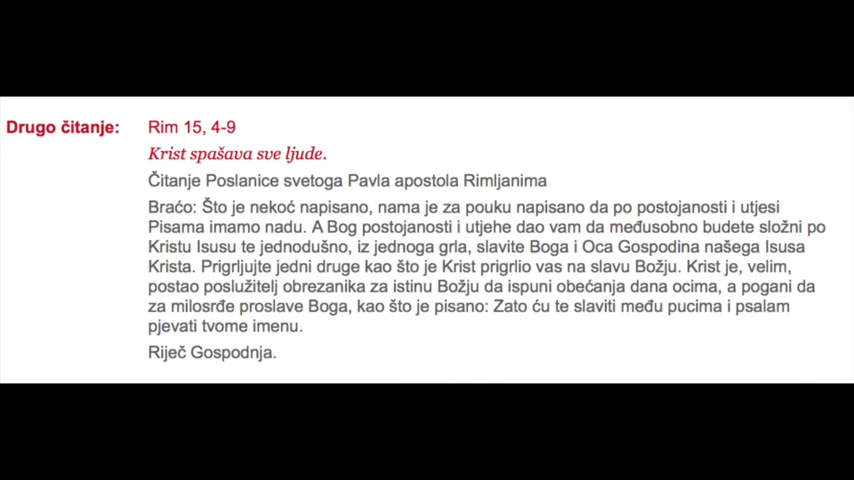 Drugo čitanje: Rim 15, 4-9
Krist spašava sve ljude.
Čitanje Poslanice svetoga Pavla apostola Rimljanima
Braćo: Što je nekoć napisano, nama je za pouku napisano da po postojanosti i utjesi
Pisama imamo nadu. A Bog postojanosti i utjehe dao vam da međusobno budete složni po
Kristu Isusu te jednodušno, iz jednoga grla, slavite Boga i Oca Gospodina našega Isusa
Krista. Prigrljujte jedni druge kao što je Krist prigrlio vas na slavu Božju. Krist je, velim,
postao poslužitelj obrezanika za istinu Božju da ispuni obećanja dana ocima, a pogani da
za milosrđe proslave Boga, kao što je pisano: Zato ću te slaviti među pucima i psalam
pjevati tvome imenu.
Riječ Gospodnja.